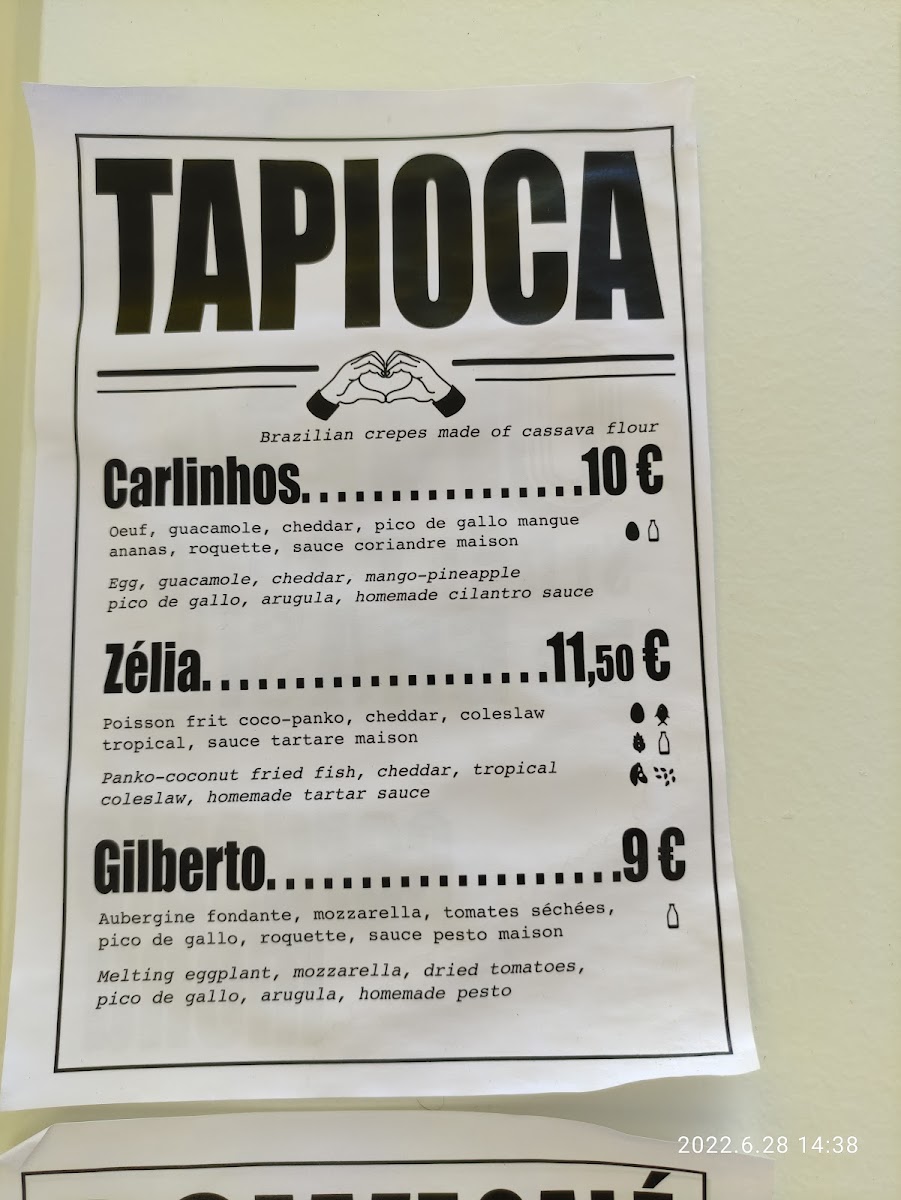 TAPIOCA
Brazilian crepes made of cassava flour
Carlinhos................10 €
Oeuf, guacamole, cheddar, pico de gallo mangue
ananas, roquette, sauce coriandre maison
Egg, guacamole, cheddar, mango-pineapple
pico de gallo, arugula, homemade cilantro sauce
Zélia....................11,50 €
Poisson frit coco-panko, cheddar, coleslaw
tropical, sauce tartare maison
Panko-coconut fried fish, cheddar, tropical
coleslaw, homemade tartar sauce
Gilberto....................9 €
Aubergine fondante, mozzarella, tomates séchées,
pico de gallo, roquette, sauce pesto maison
Melting eggplant, mozzarella, dried tomatoes,
pico de gallo, arugula, homemade pesto
2022.6.28 14:38